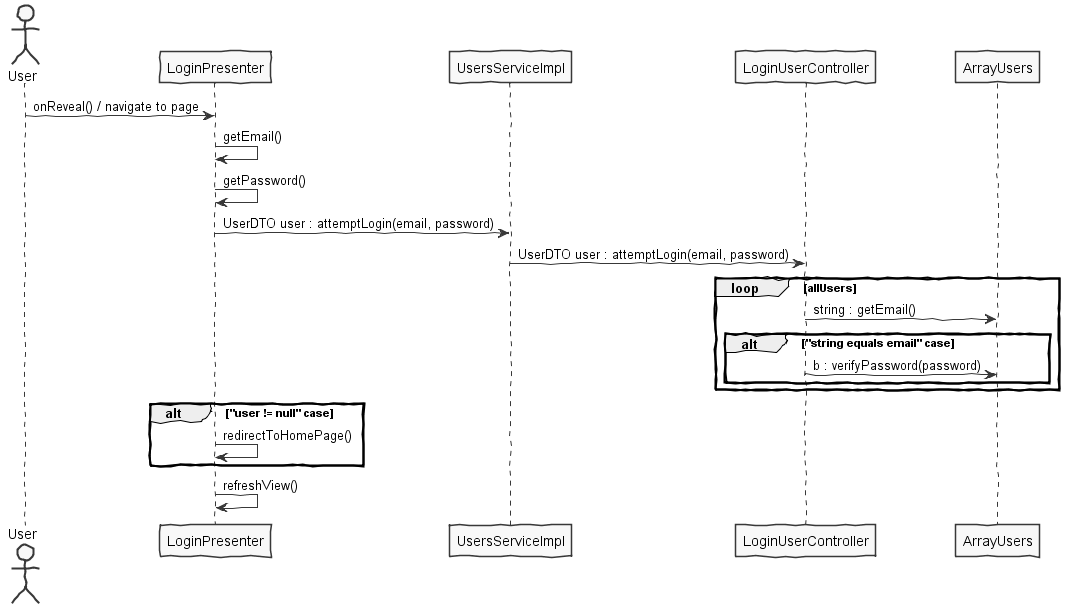 User
LoginPresenter
UsersServiceImpl
LoginUserController
ArrayUsers
onReveal() / navigate to page
getEmail()
getPassword()
UserDTO user : attemptLogin(email, password)
UserDTO user : attemptLogin(email, password)
loop
[allUsers]
string : getEmail()
alt
["string equals email" case]
b : verifyPassword(password)
alt
["user != null" case]
redirectToHomePage()
refreshView()
User
LoginPresenter
UsersServiceImpl
LoginUserController
ArrayUsers